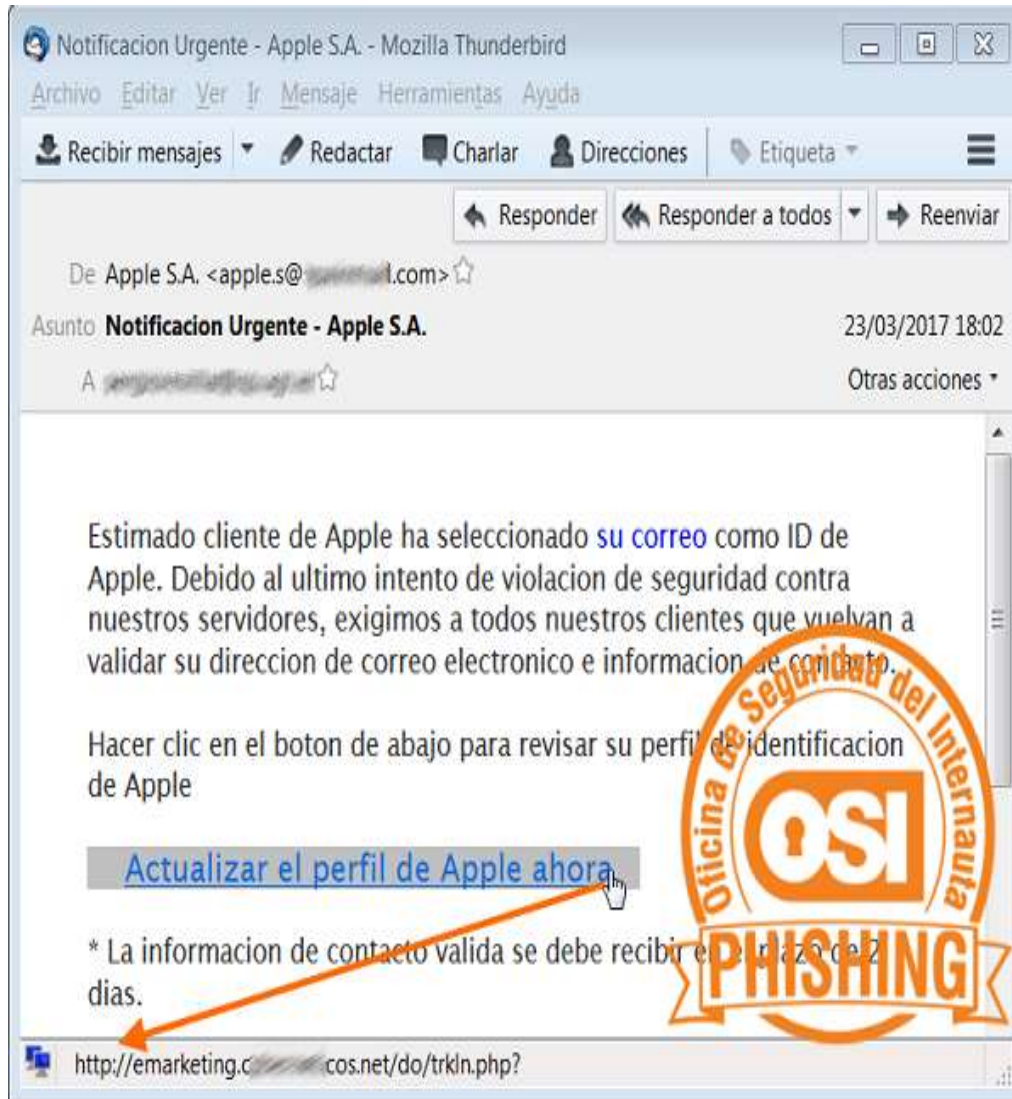 Notificacion Urgente - Apple S.A. - Mozilla Thunderbird
Archivo Editar Ver Ir Mensaje Herramientas Ayuda
Recibir mensajes Redactar Charlar Direcciones Etiqueta
Responder Responder a todos Reenviar
De Apple S.A. <apple.s@ l.com>
Asunto Notificacion Urgente - Apple S.A. 23/03/2017 18:02
A Otras acciones
Estimado cliente de Apple ha seleccionado su correo como ID de
Apple. Debido al ultimo intento de violacion de seguridad contra
nuestros servidores, exigimos a todos nuestros clientes que vuelvan a
validar su direccion de correo electronico e informacion de contacto.
Hacer clic en el boton de abajo para revisar su perfil de identificacion
de Apple
Actualizar el perfil de Apple ahora
* La informacion de contacto valida se debe recibir en el plazo de 2
dias.
Oficina de Seguridad del Internauta
OSI
PHISHING
http://emarketing.c cos.net/do/trkln.php?